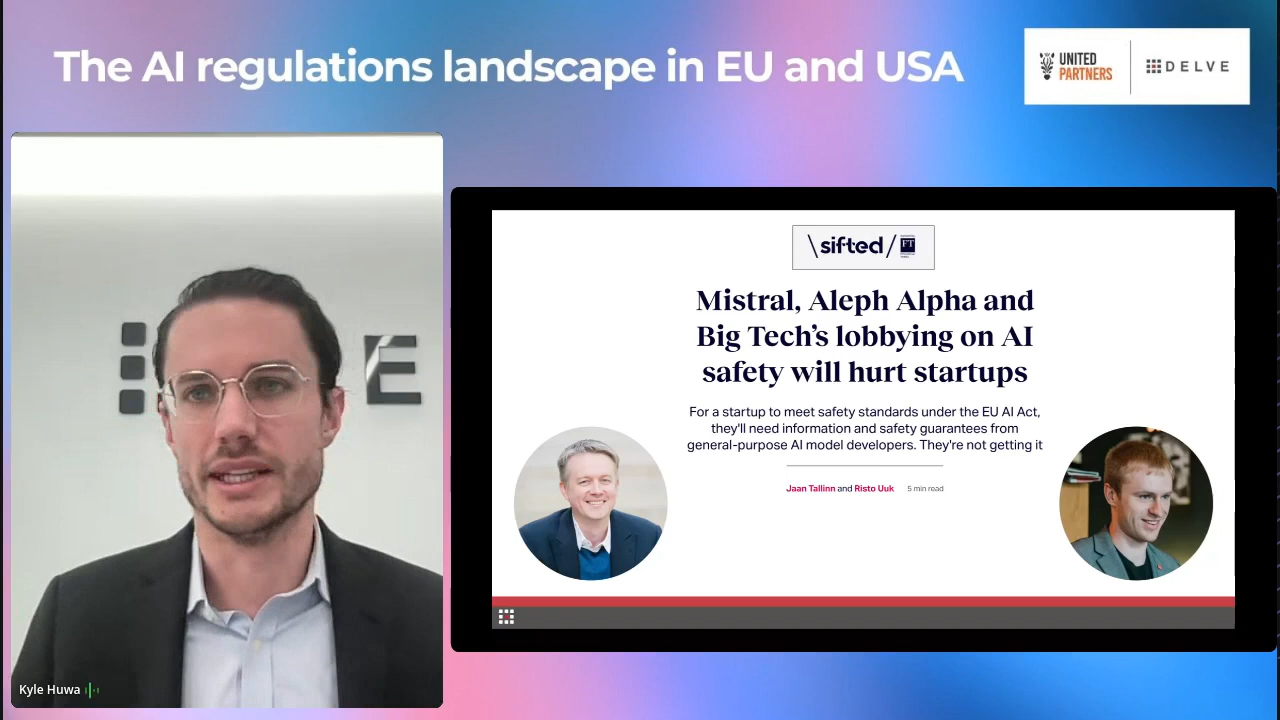 The AI regulations landscape in EU and USA
UNITED
PARTNERS
DELVE
E
Kyle Huwa
\sifted/ FT
Mistral, Aleph Alpha and
Big Tech's lobbying on AI
safety will hurt startups
For a startup to meet safety standards under the EU AI Act,
they'll need information and safety guarantees from
general-purpose AI model developers. They're not getting it
Jaan Tallinn and Risto Uuk 5 min read